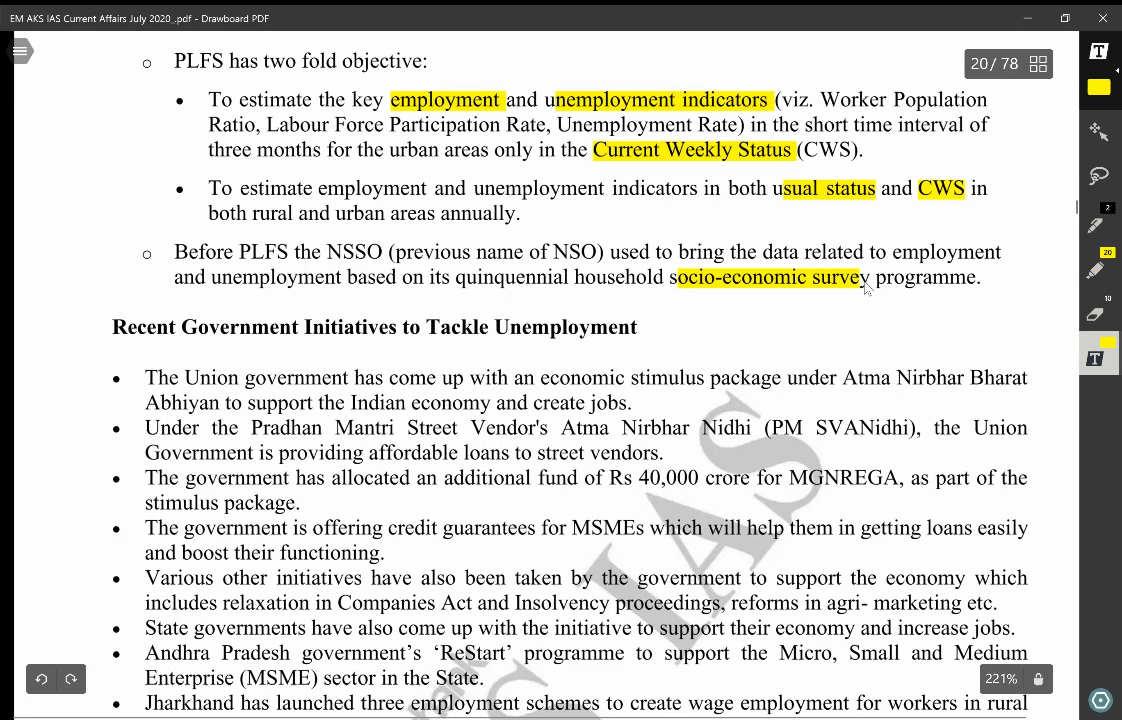 EM AKS IAS Current Affairs July 2020_.pdf - Drawboard PDF
20 / 78
o PLFS has two fold objective:
• To estimate the key employment and unemployment indicators (viz. Worker Population
Ratio, Labour Force Participation Rate, Unemployment Rate) in the short time interval of
three months for the urban areas only in the Current Weekly Status (CWS).
• To estimate employment and unemployment indicators in both usual status and CWS in
both rural and urban areas annually.
o Before PLFS the NSSO (previous name of NSO) used to bring the data related to employment
and unemployment based on its quinquennial household socio-economic survey programme.
Recent Government Initiatives to Tackle Unemployment
• The Union government has come up with an economic stimulus package under Atma Nirbhar Bharat
Abhiyan to support the Indian economy and create jobs.
• Under the Pradhan Mantri Street Vendor's Atma Nirbhar Nidhi (PM SVANidhi), the Union
Government is providing affordable loans to street vendors.
• The government has allocated an additional fund of Rs 40,000 crore for MGNREGA, as part of the
stimulus package.
• The government is offering credit guarantees for MSMEs which will help them in getting loans easily
and boost their functioning.
• Various other initiatives have also been taken by the government to support the economy which
includes relaxation in Companies Act and Insolvency proceedings, reforms in agri- marketing etc.
• State governments have also come up with the initiative to support their economy and increase jobs.
• Andhra Pradesh government’s ‘ReStart’ programme to support the Micro, Small and Medium
Enterprise (MSME) sector in the State.
• Jharkhand has launched three employment schemes to create wage employment for workers in rural
IAS
221%
T
2
20
10
T